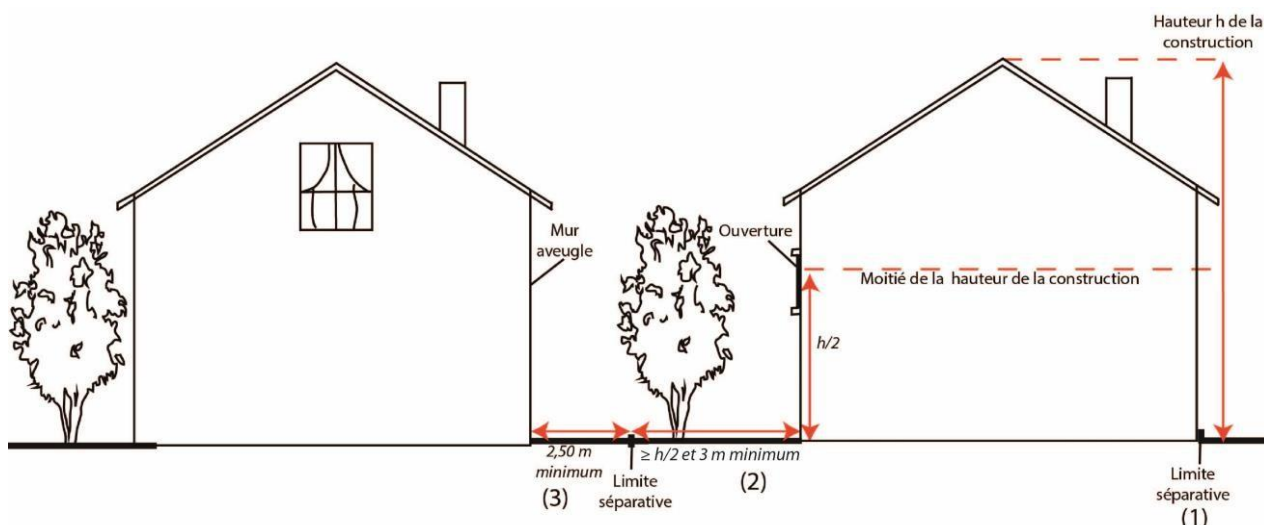 Hauteur h de la
construction
Mur
aveugle
Ouverture
Moitié de la hauteur de la construction
h/2
2,50 m
minimum
(3)
Limite
séparative
≥ h/2 et 3 m minimum
(2)
Limite
séparative
(1)